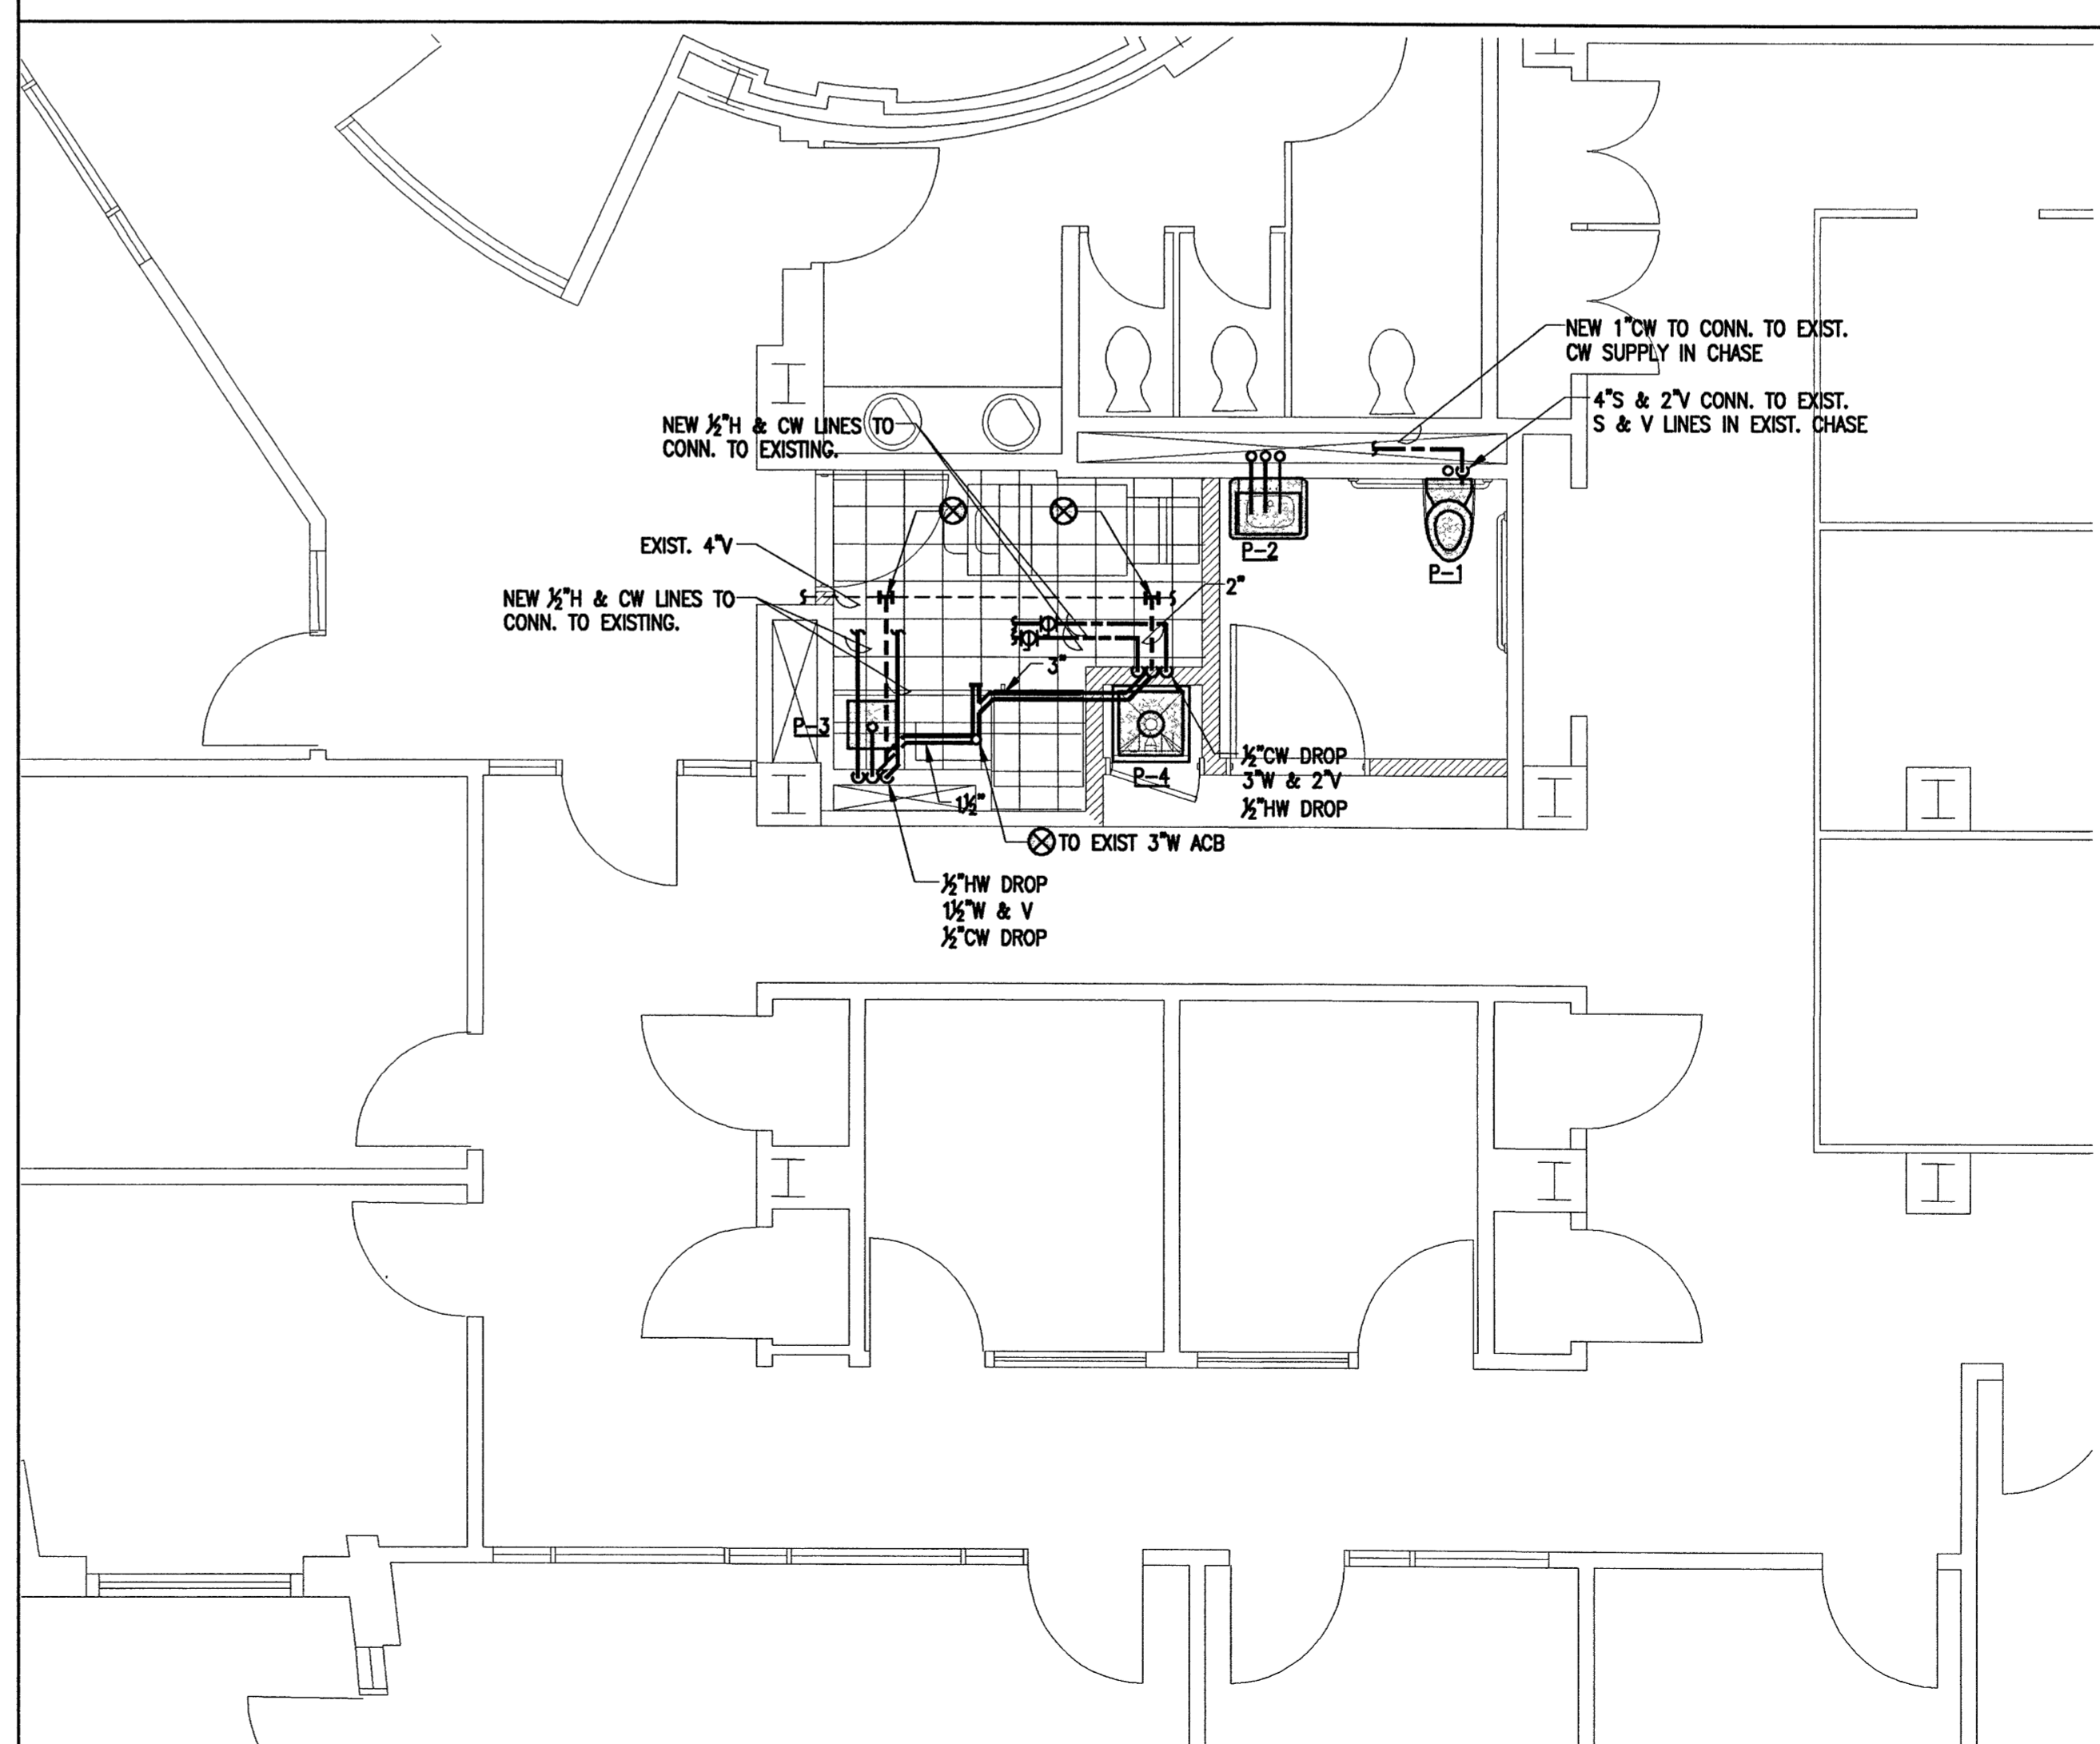 NEW 1"CW TO CONN. TO EXIST.
CW SUPPLY IN CHASE
4"S & 2"V CONN. TO EXIST.
S & V LINES IN EXIST. CHASE
NEW ½"H & CW LINES TO
CONN. TO EXISTING.
EXIST. 4"V
P-2
P-1
2"
NEW ½"H & CW LINES TO
CONN. TO EXISTING.
3"
P-3
P-4
½"CW DROP
3"W & 2"V
½"HW DROP
1½"
TO EXIST 3"W ACB
½"HW DROP
1½"W & V
½"CW DROP